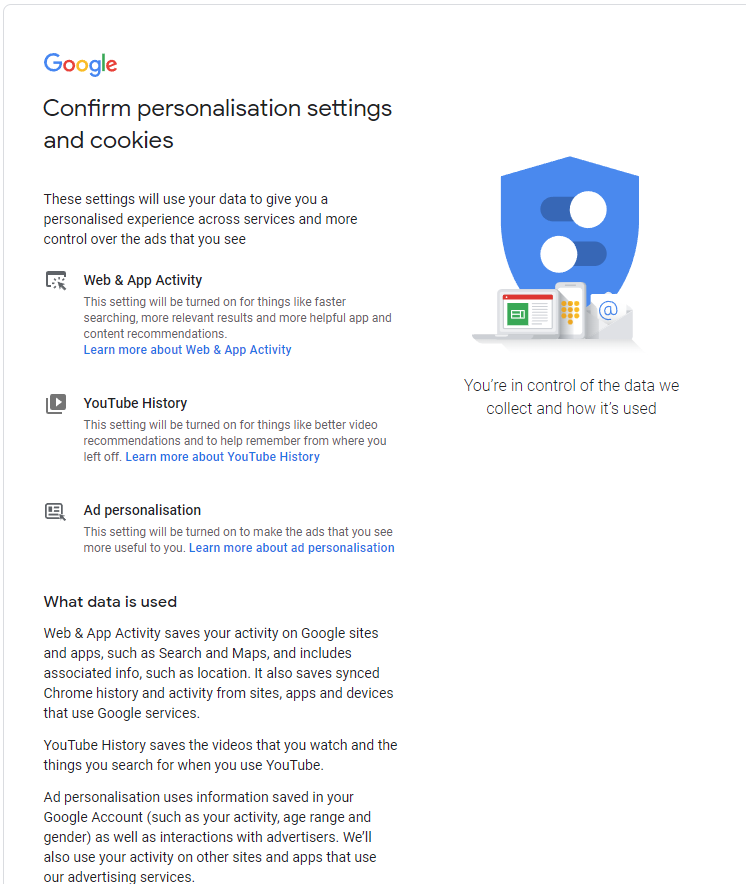 Google
Confirm personalisation settings
and cookies
These settings will use your data to give you a
personalised experience across services and more
control over the ads that you see
Web & App Activity
This setting will be turned on for things like faster
searching, more relevant results and more helpful app and
content recommendations.
Learn more about Web & App Activity
YouTube History
This setting will be turned on for things like better video
recommendations and to help remember from where you
left off. Learn more about YouTube History
Ad personalisation
This setting will be turned on to make the ads that you see
more useful to you. Learn more about ad personalisation
What data is used
Web & App Activity saves your activity on Google sites
and apps, such as Search and Maps, and includes
associated info, such as location. It also saves synced
Chrome history and activity from sites, apps and devices
that use Google services.
YouTube History saves the videos that you watch and the
things you search for when you use YouTube.
Ad personalisation uses information saved in your
Google Account (such as your activity, age range and
gender) as well as interactions with advertisers. We’ll
also use your activity on other sites and apps that use
our advertising services.
@
You’re in control of the data we
collect and how it’s used